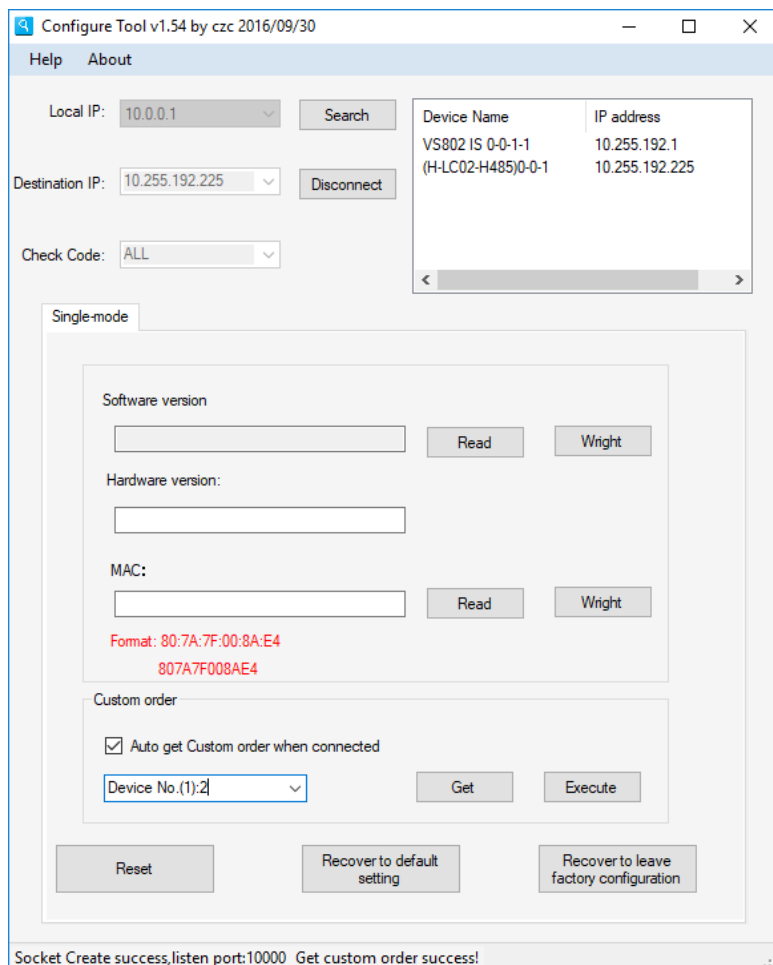 Configure Tool v1.54 by czc 2016/09/30
Help About
Local IP: 10.0.0.1 Search
Destination IP: 10.255.192.225 Disconnect
Check Code: ALL
Device Name IP address
VS802 IS 0-0-1-1 10.255.192.1
(H-LC02-H485)0-0-1 10.255.192.225
Single-mode
Software version
Read Wright
Hardware version:
MAC:
Read Wright
Format: 80:7A:7F:00:8A:E4
807A7F008AE4
Custom order
Auto get Custom order when connected
Device No.(1):2 Get Execute
Reset
Recover to default
setting
Recover to leave
factory configuration
Socket Create success,listen port:10000 Get custom order success!